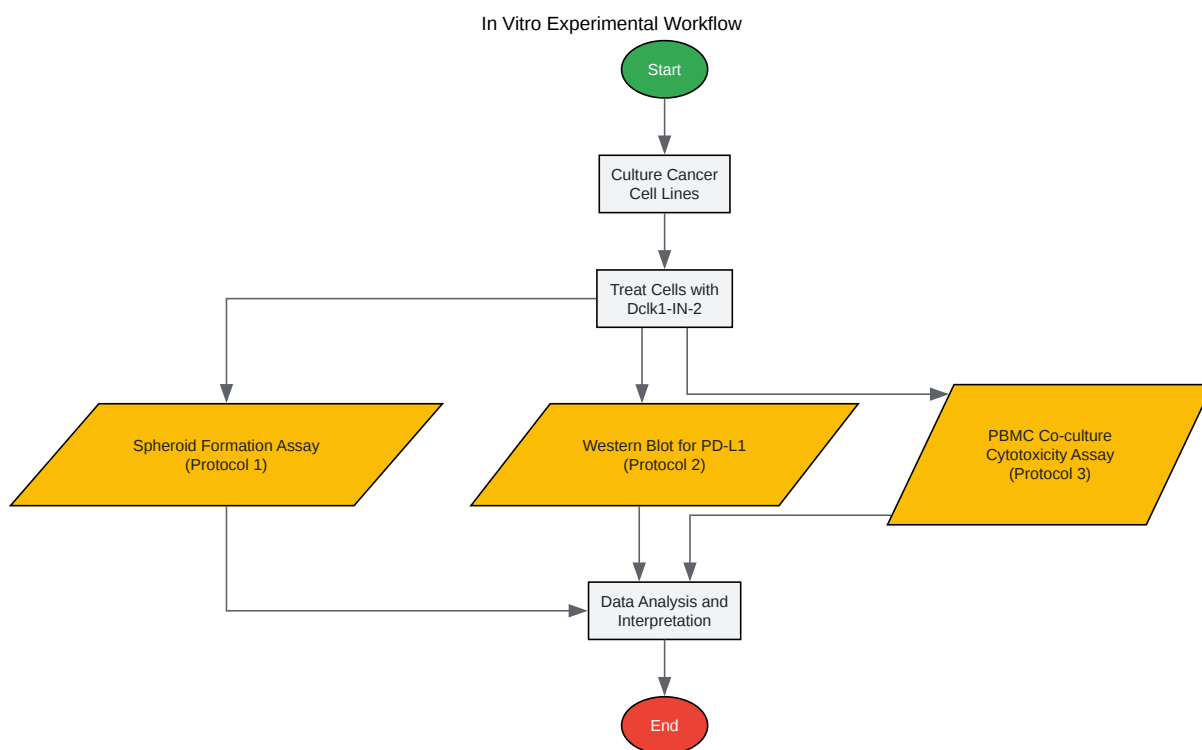 In Vitro Experimental Workflow
Start
Culture Cancer
Cell Lines
Treat Cells with
Dclk1-IN-2
Spheroid Formation Assay
(Protocol 1)
Western Blot for PD-L1
(Protocol 2)
PBMC Co-culture
Cytotoxicity Assay
(Protocol 3)
Data Analysis and
Interpretation
End